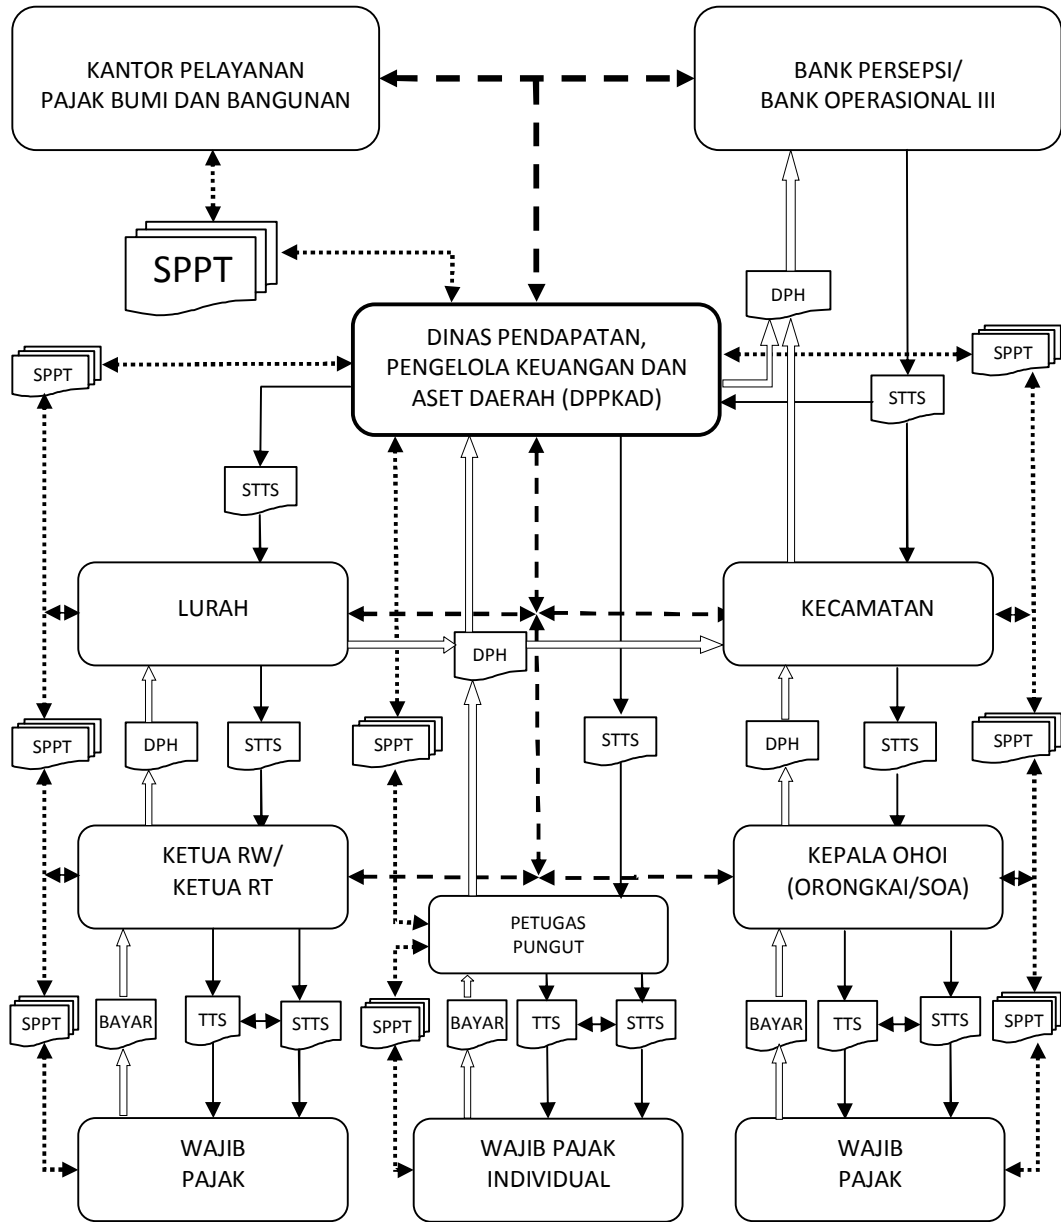 KANTOR PELAYANAN
PAJAK BUMI DAN BANGUNAN
BANK PERSEPSI/
BANK OPERASIONAL III
SPPT
DPH
DINAS PENDAPATAN,
PENGELOLA KEUANGAN DAN
ASET DAERAH (DPPKAD)
SPPT
SPPT
STTS
STTS
LURAH
KECAMATAN
DPH
SPPT
DPH
STTS
SPPT
STTS
DPH
STTS
SPPT
KETUA RW/
KETUA RT
KEPALA OHOI
(ORONGKAI/SOA)
PETUGAS
PUNGUT
SPPT
BAYAR
TTS
STTS
SPPT
BAYAR
TTS
STTS
BAYAR
TTS
STTS
SPPT
WAJIB
PAJAK
WAJIB PAJAK
INDIVIDUAL
WAJIB
PAJAK